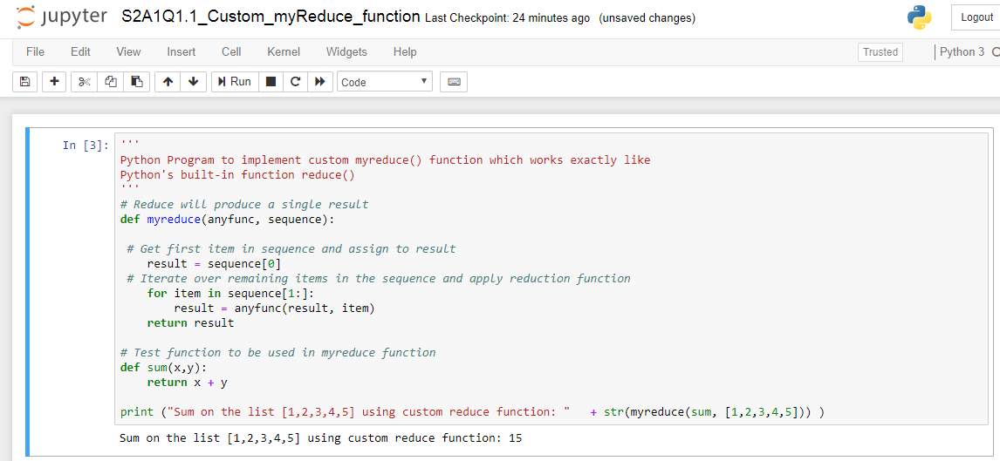 jupyter S2A1Q1.1_Custom_myReduce_function Last Checkpoint: 24 minutes ago (unsaved changes) Logout
File Edit View Insert Cell Kernel Widgets Help Trusted Python 3
Run Code
In [3]: '''
Python Program to implement custom myreduce() function which works exactly like
Python's built-in function reduce()
'''
# Reduce will produce a single result
def myreduce(anyfunc, sequence):
# Get first item in sequence and assign to result
result = sequence[0]
# Iterate over remaining items in the sequence and apply reduction function
for item in sequence[1:]:
result = anyfunc(result, item)
return result
# Test function to be used in myreduce function
def sum(x,y):
return x + y
print ("Sum on the list [1,2,3,4,5] using custom reduce function: " + str(myreduce(sum, [1,2,3,4,5])) )
Sum on the list [1,2,3,4,5] using custom reduce function: 15